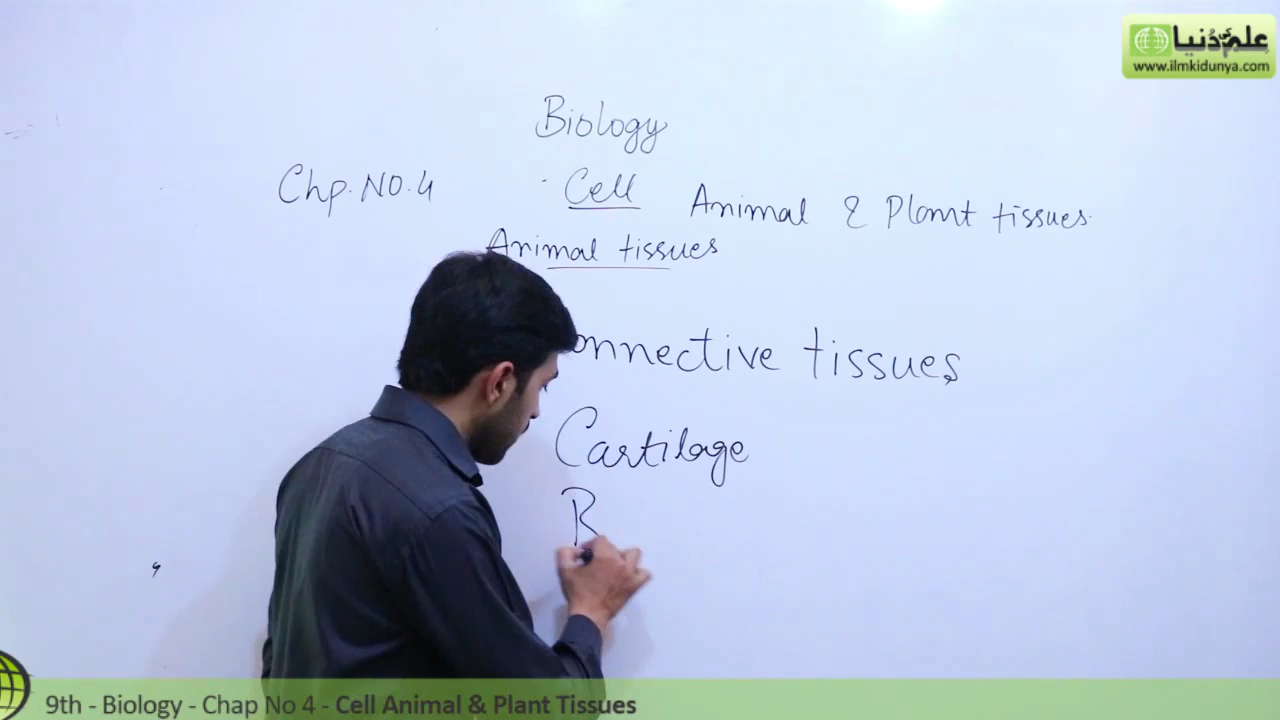 علم کی دُنیا
www.ilmkidunya.com
Biology
Chp. NO. 4 Cell Animal & Plant tissues.
Animal tissues
onnective tissues
Cartilage
B
9th - Biology - Chap No 4 - Cell Animal & Plant Tissues